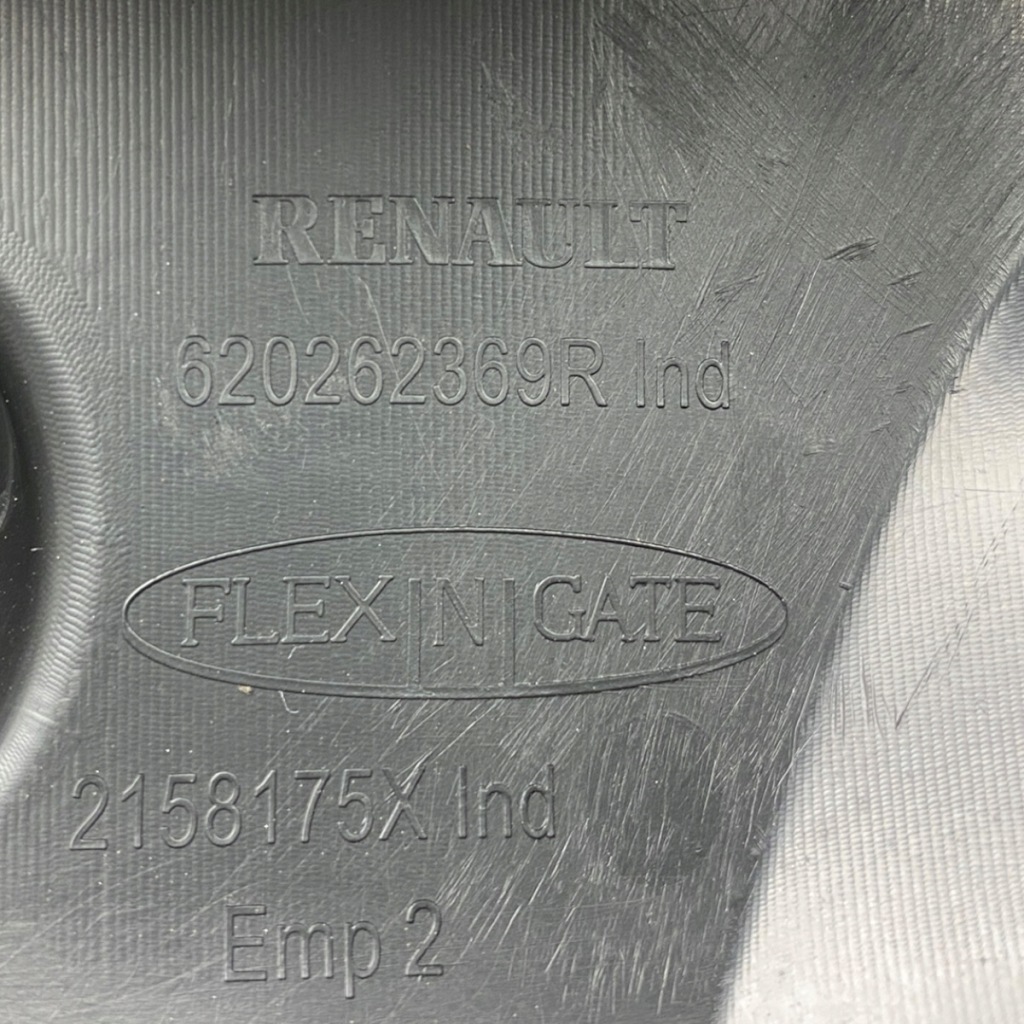 RENAULT
620262369R Ind
FLEX|N|GATE
2158175X Ind
Emp 2